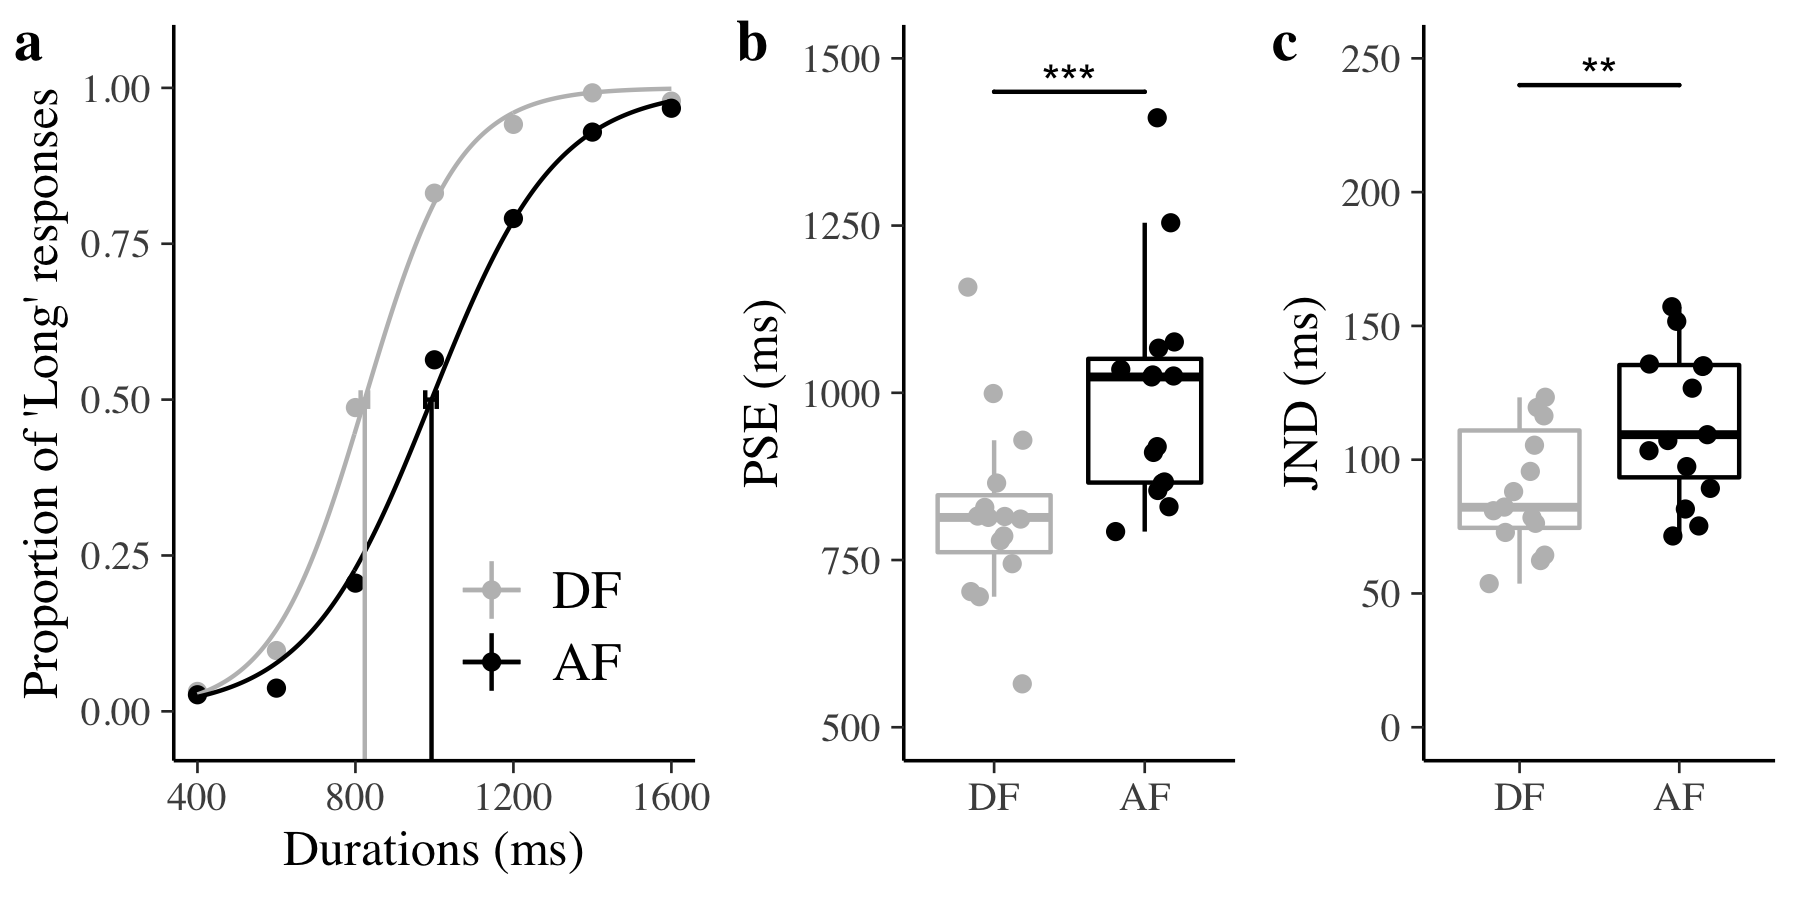 a
Proportion of 'Long' responses
1.00
0.75
0.50
0.25
0.00
400 800 1200 1600
Durations (ms)
DF
AF
b
PSE (ms)
1500
1250
1000
750
500
***
DF AF
c
JND (ms)
250
200
150
100
50
0
**
DF AF